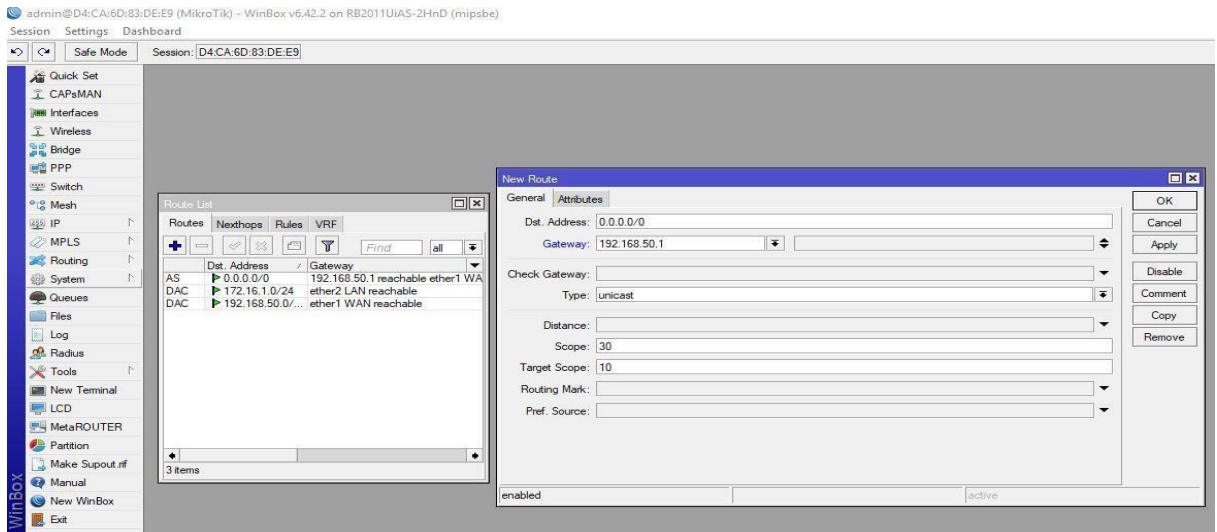 admin@D4:CA:6D:83:DE:E9 (MikroTik) - WinBox v6.42.2 on RB2011UiAS-2HnD (mipsbe)
Session Settings Dashboard
Safe Mode Session: D4:CA:6D:83:DE:E9
Quick Set
CAPsMAN
Interfaces
Wireless
Bridge
PPP
Switch
Mesh
IP
MPLS
Routing
System
Queues
Files
Log
Radius
Tools
New Terminal
LCD
MetaROUTER
Partition
Make Supout.rif
Manual
New WinBox
Exit
WinBox
Route List
Routes Nexthops Rules VRF
Find all
Dst. Address / Gateway
AS 0.0.0.0/0 192.168.50.1 reachable ether1 WA
DAC 172.16.1.0/24 ether2 LAN reachable
DAC 192.168.50.0/... ether1 WAN reachable
3 items
New Route
General Attributes
Dst. Address: 0.0.0.0/0
Gateway: 192.168.50.1
Check Gateway:
Type: unicast
Distance:
Scope: 30
Target Scope: 10
Routing Mark:
Pref. Source:
OK
Cancel
Apply
Disable
Comment
Copy
Remove
enabled active